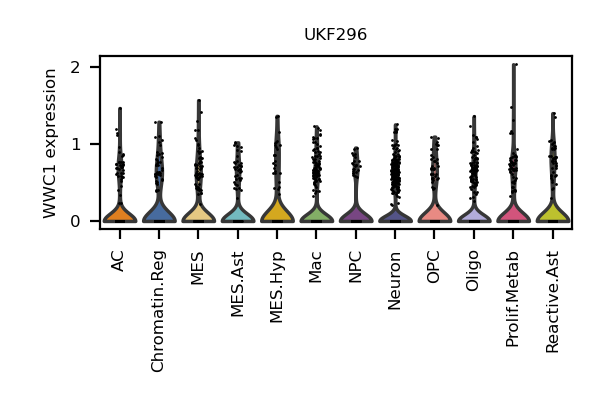 UKF296
WWC1 expression
2
1
0
AC
Chromatin.Reg
MES
MES.Ast
MES.Hyp
Mac
NPC
Neuron
OPC
Oligo
Prolif.Metab
Reactive.Ast